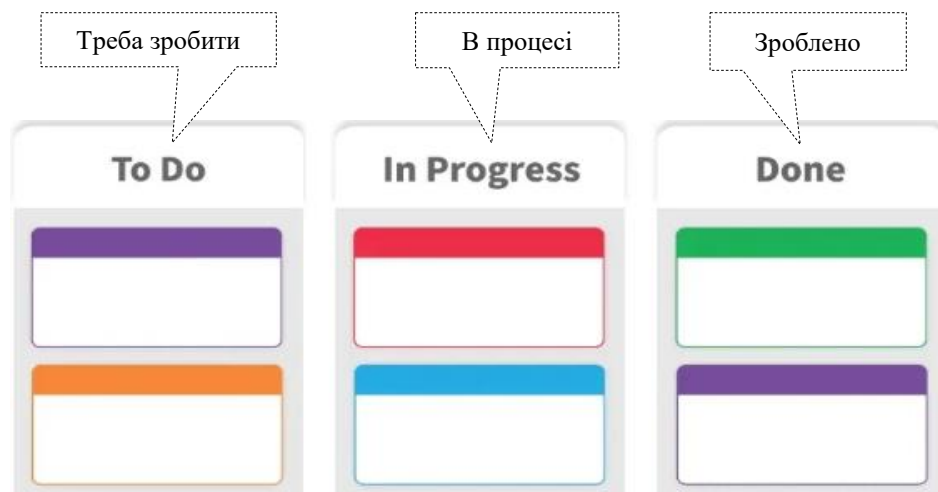 Треба зробити
В процесі
Зроблено
To Do
In Progress
Done